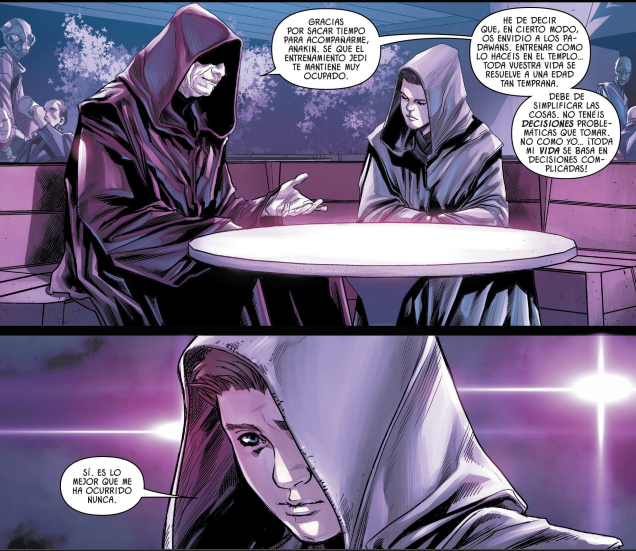 GRACIAS
POR SACAR TIEMPO
PARA ACOMPAÑARME,
ANAKIN. SÉ QUE EL
ENTRENAMIENTO JEDI
TE MANTIENE MUY
OCUPADO.
HE DE DECIR
QUE, EN CIERTO MODO,
OS ENVIDIO A LOS PA-
DAWANS. ENTRENAR COMO
LO HACÉIS EN EL TEMPLO...
TODA VUESTRA VIDA SE
RESUELVE A UNA EDAD
TAN TEMPRANA.
DEBE DE
SIMPLIFICAR LAS
COSAS. NO TENÉIS
DECISIONES PROBLE-
MÁTICAS QUE TOMAR.
NO COMO YO... ¡TODA
MI VIDA SE BASA EN
DECISIONES COM-
PLICADAS!
SÍ. ES LO
MEJOR QUE ME
HA OCURRIDO
NUNCA.